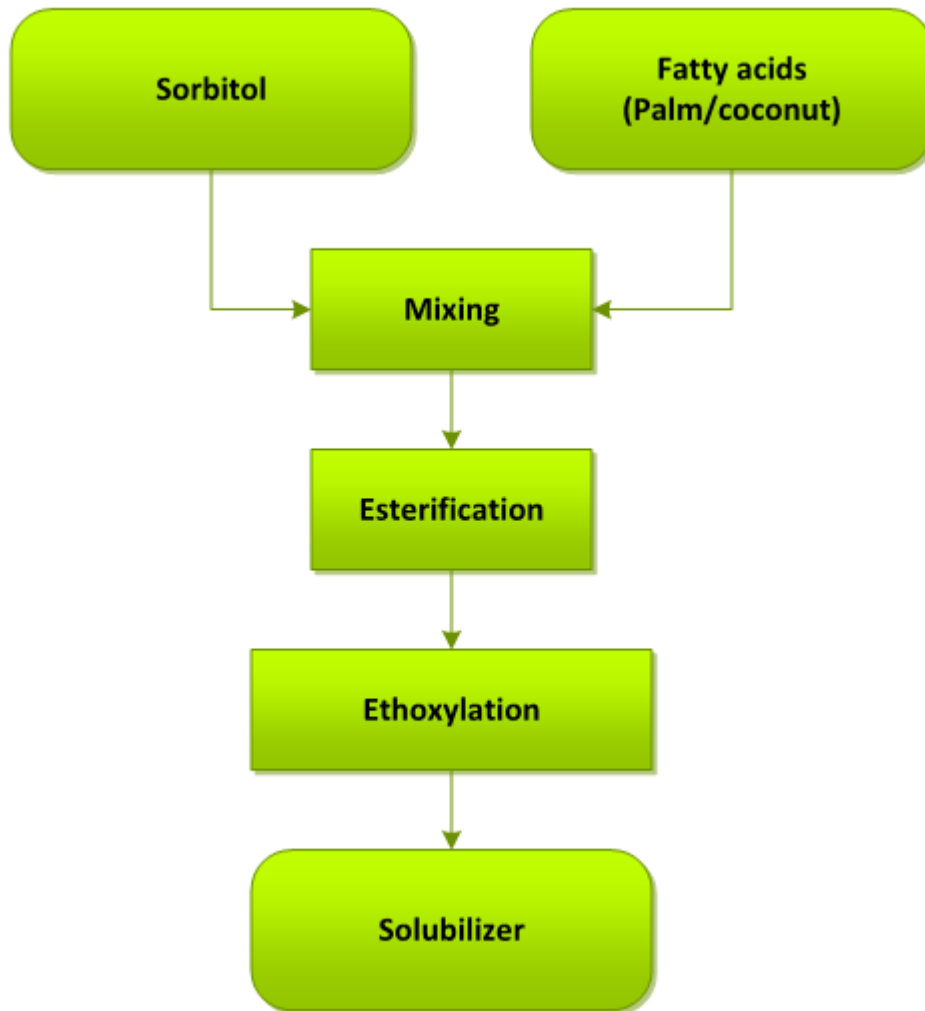 Sorbitol
Fatty acids
(Palm/coconut)
Mixing
Esterification
Ethoxylation
Solubilizer